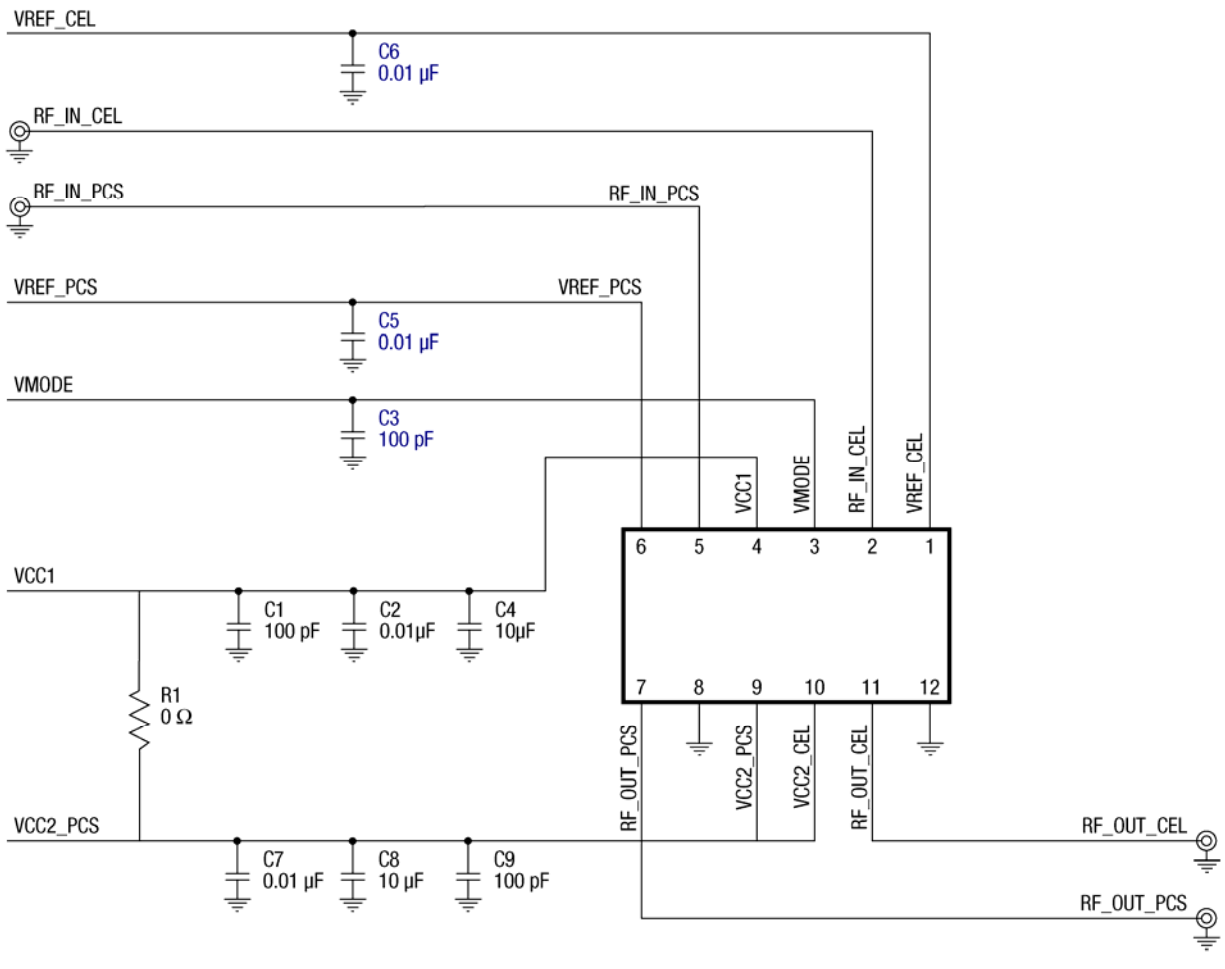 VREF_CEL
C6
0.01 µF
RF_IN_CEL
RF_IN_PCS
RF_IN_PCS
VREF_PCS
VREF_PCS
C5
0.01 µF
VMODE
C3
100 pF
VCC1
VMODE
RF_IN_CEL
VREF_CEL
6 5 4 3 2 1
VCC1
C1
100 pF
C2
0.01µF
C4
10µF
R1
0 Ω
7 8 9 10 11 12
RF_OUT_PCS
VCC2_PCS
VCC2_CEL
RF_OUT_CEL
VCC2_PCS
C7
0.01 µF
C8
10 µF
C9
100 pF
RF_OUT_CEL
RF_OUT_PCS